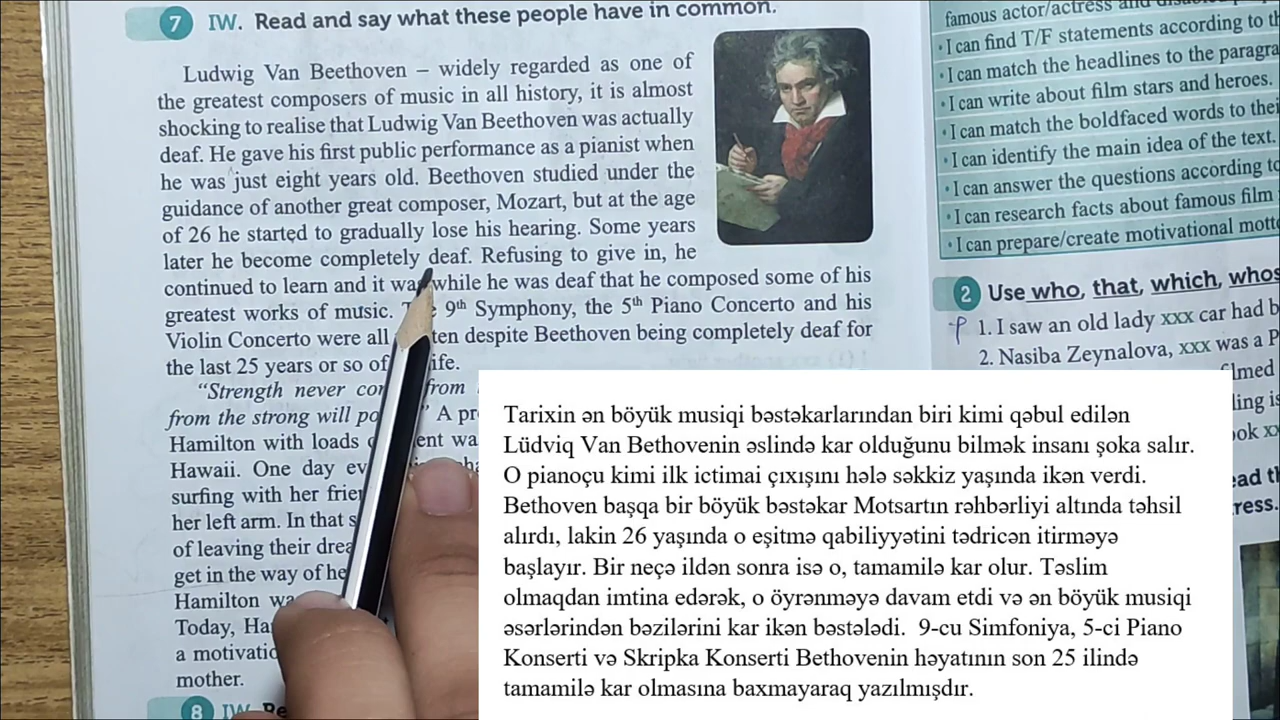 7 IW. Read and say what these people have in common.
Ludwig Van Beethoven – widely regarded as one of
the greatest composers of music in all history, it is almost
shocking to realise that Ludwig Van Beethoven was actually
deaf. He gave his first public performance as a pianist when
he was just eight years old. Beethoven studied under the
guidance of another great composer, Mozart, but at the age
of 26 he started to gradually lose his hearing. Some years
later he become completely deaf. Refusing to give in, he
continued to learn and it was while he was deaf that he composed some of his
greatest works of music. 9th Symphony, the 5th Piano Concerto and his
Violin Concerto were all despite Beethoven being completely deaf for
the last 25 years or so of
“Strength never from
from the strong will
Hamilton with loads
Hawaii. One day
surfing with her
her left arm. In that
of leaving their
get in the way of
Hamilton
Today,
a
mother.
8 IW.
famous actor/actress and
• I can find T/F statements according to
• I can match the headlines to the
• I can write about film stars and heroes.
• I can match the boldfaced words to
• I can identify the main idea of the text.
• I can answer the questions according
• I can research facts about famous film
• I can prepare/create motivational
2 Use who, that, which,
1. I saw an old lady xxx car had
2. Nasiba Zeynalova, xxx was a
Tarixin ən böyük musiqi bəstəkarlarından biri kimi qəbul edilən
Lüdviq Van Bethovenin əslində kar olduğunu bilmək insanı şoka salır.
O pianoçu kimi ilk ictimai çıxışını hələ səkkiz yaşında ikən verdi.
Bethoven başqa bir böyük bəstəkar Motsartın rəhbərliyi altında təhsil
alırdı, lakin 26 yaşında o eşitmə qabiliyyətini tədricən itirməyə
başlayır. Bir neçə ildən sonra isə o, tamamilə kar olur. Təslim
olmaqdan imtina edərək, o öyrənməyə davam etdi və ən böyük musiqi
əsərlərindən bəzilərini kar ikən bəstələdi. 9-cu Simfoniya, 5-ci Piano
Konserti və Skripka Konserti Bethovenin həyatının son 25 ilində
tamamilə kar olmasına baxmayaraq yazılmışdır.